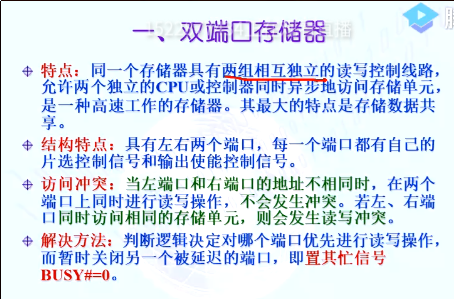 一、双端口存储器
特点：同一个存储器具有两组相互独立的读写控制线路，
允许两个独立的CPU或控制器同时异步地访问存储单元，
是一种高速工作的存储器。其最大的特点是存储数据共
享。
结构特点：具有左右两个端口，每一个端口都有自己的
片选控制信号和输出使能控制信号。
访问冲突：当左端口和右端口的地址不相同时，在两个
端口上同时进行读写操作，不会发生冲突。若左、右端
口同时访问相同的存储单元，则会发生读写冲突。
解决方法：判断逻辑决定对哪个端口优先进行读写操作，
而暂时关闭另一个被延迟的端口，即置其忙信号
BUSY#=0。